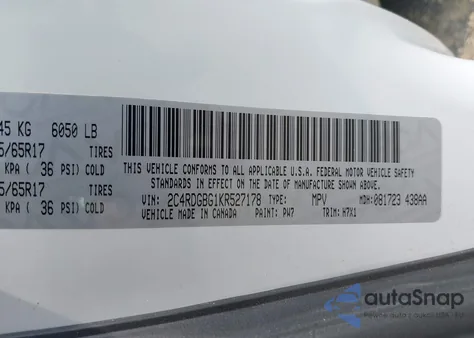 45 KG 6050 LB
5/65R17 TIRES
KPA ( 36 PSI) COLD
5/65R17 TIRES
KPA ( 36 PSI) COLD
THIS VEHICLE CONFORMS TO ALL APPLICABLE U.S.A. FEDERAL MOTOR VEHICLE
SAFETY STANDARDS IN EFFECT ON THE DATE OF MANUFACTURE SHOWN ABOVE.
VIN: 2C4RDGBG1KR527178 TYPE: MPV MDH: 081723 438AA
VEHICLE MADE IN CANADA PAINT: PW7 TRIM: H7X1
autoSnap